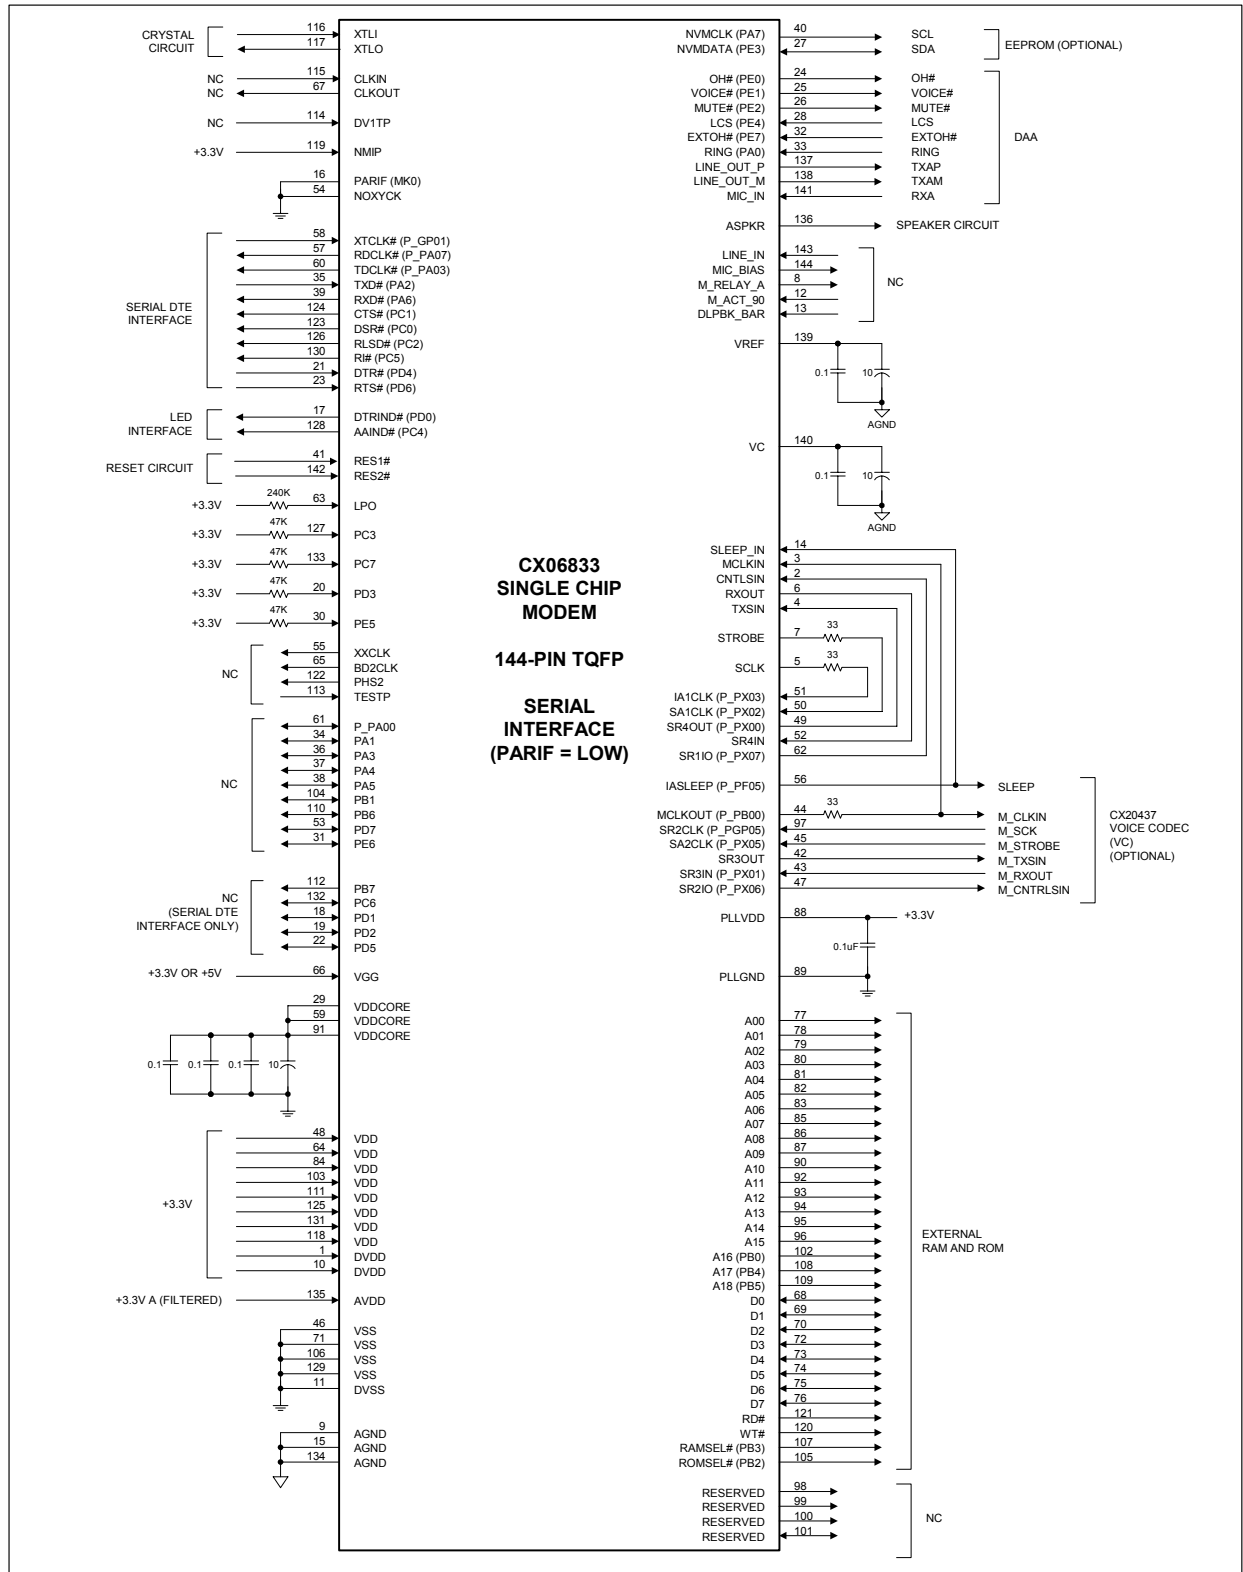 CRYSTAL
CIRCUIT
116 XTLI
117 XTLO
NC 115 CLKIN
NC 67 CLKOUT
NC 114 DV1TP
+3.3V 119 NMIP
16 PARIF (MK0)
54 NOXYCK
SERIAL DTE
INTERFACE
58 XTCLK# (P_GP01)
57 RDCLK# (P_PA07)
60 TDCLK# (P_PA03)
35 TXD# (PA2)
39 RXD# (PA6)
124 CTS# (PC1)
123 DSR# (PC0)
126 RLSD# (PC2)
130 RI# (PC5)
21 DTR# (PD4)
23 RTS# (PD6)
LED
INTERFACE
17 DTRIND# (PD0)
128 AAIND# (PC4)
RESET CIRCUIT
41 RES1#
142 RES2#
+3.3V 240K 63 LPO
+3.3V 47K 127 PC3
+3.3V 47K 133 PC7
+3.3V 47K 20 PD3
+3.3V 47K 30 PE5
NC
55 XXCLK
65 BD2CLK
122 PHS2
113 TESTP
NC
61 P_PA00
34 PA1
36 PA3
37 PA4
38 PA5
104 PB1
110 PB6
53 PD7
31 PE6
NC
(SERIAL DTE
INTERFACE ONLY)
112 PB7
132 PC6
18 PD1
19 PD2
22 PD5
+3.3V OR +5V 66 VGG
29 VDDCORE
59 VDDCORE
91 VDDCORE
0.1 0.1 0.1 10
+3.3V
48 VDD
64 VDD
84 VDD
103 VDD
111 VDD
125 VDD
131 VDD
118 VDD
1 DVDD
10 DVDD
+3.3V A (FILTERED) 135 AVDD
46 VSS
71 VSS
106 VSS
129 VSS
11 DVSS
9 AGND
15 AGND
134 AGND
CX06833
SINGLE CHIP
MODEM
144-PIN TQFP
SERIAL
INTERFACE
(PARIF = LOW)
NVMCLK (PA7) 40 SCL
NVMDATA (PE3) 27 SDA
EEPROM (OPTIONAL)
OH# (PE0) 24 OH#
VOICE# (PE1) 25 VOICE#
MUTE# (PE2) 26 MUTE#
LCS (PE4) 28 LCS
EXTOH# (PE7) 32 EXTOH#
RING (PA0) 33 RING
LINE_OUT_P 137 TXAP
LINE_OUT_M 138 TXAM
MIC_IN 141 RXA
DAA
ASPKR 136 SPEAKER CIRCUIT
LINE_IN 143
MIC_BIAS 144
M_RELAY_A 8
M_ACT_90 12
DLPBK_BAR 13
NC
VREF 139
0.1 10
AGND
VC 140
0.1 10
AGND
SLEEP_IN 14
MCLKIN 3
CNTLSIN 2
RXOUT 6
TXSIN 4
STROBE 7 33
SCLK 5 33
IA1CLK (P_PX03) 51
SA1CLK (P_PX02) 50
SR4OUT (P_PX00) 49
SR4IN 52
SR1IO (P_PX07) 62
IASLEEP (P_PF05) 56 SLEEP
MCLKOUT (P_PB00) 44 33 M_CLKIN
SR2CLK (P_PGP05) 97 M_SCK
SA2CLK (P_PX05) 45 M_STROBE
SR3OUT 42 M_TXSIN
SR3IN (P_PX01) 43 M_RXOUT
SR2IO (P_PX06) 47 M_CNTRLSIN
CX20437
VOICE CODEC
(VC)
(OPTIONAL)
PLLVDD 88 +3.3V
0.1uF
PLLGND 89
A00 77
A01 78
A02 79
A03 80
A04 81
A05 82
A06 83
A07 85
A08 86
A09 87
A10 90
A11 92
A12 93
A13 94
A14 95
A15 96
A16 (PB0) 102
A17 (PB4) 108
A18 (PB5) 109
D0 68
D1 69
D2 70
D3 72
D4 73
D5 74
D6 75
D7 76
RD# 121
WT# 120
RAMSEL# (PB3) 107
ROMSEL# (PB2) 105
EXTERNAL
RAM AND ROM
RESERVED 98
RESERVED 99
RESERVED 100
RESERVED 101
NC